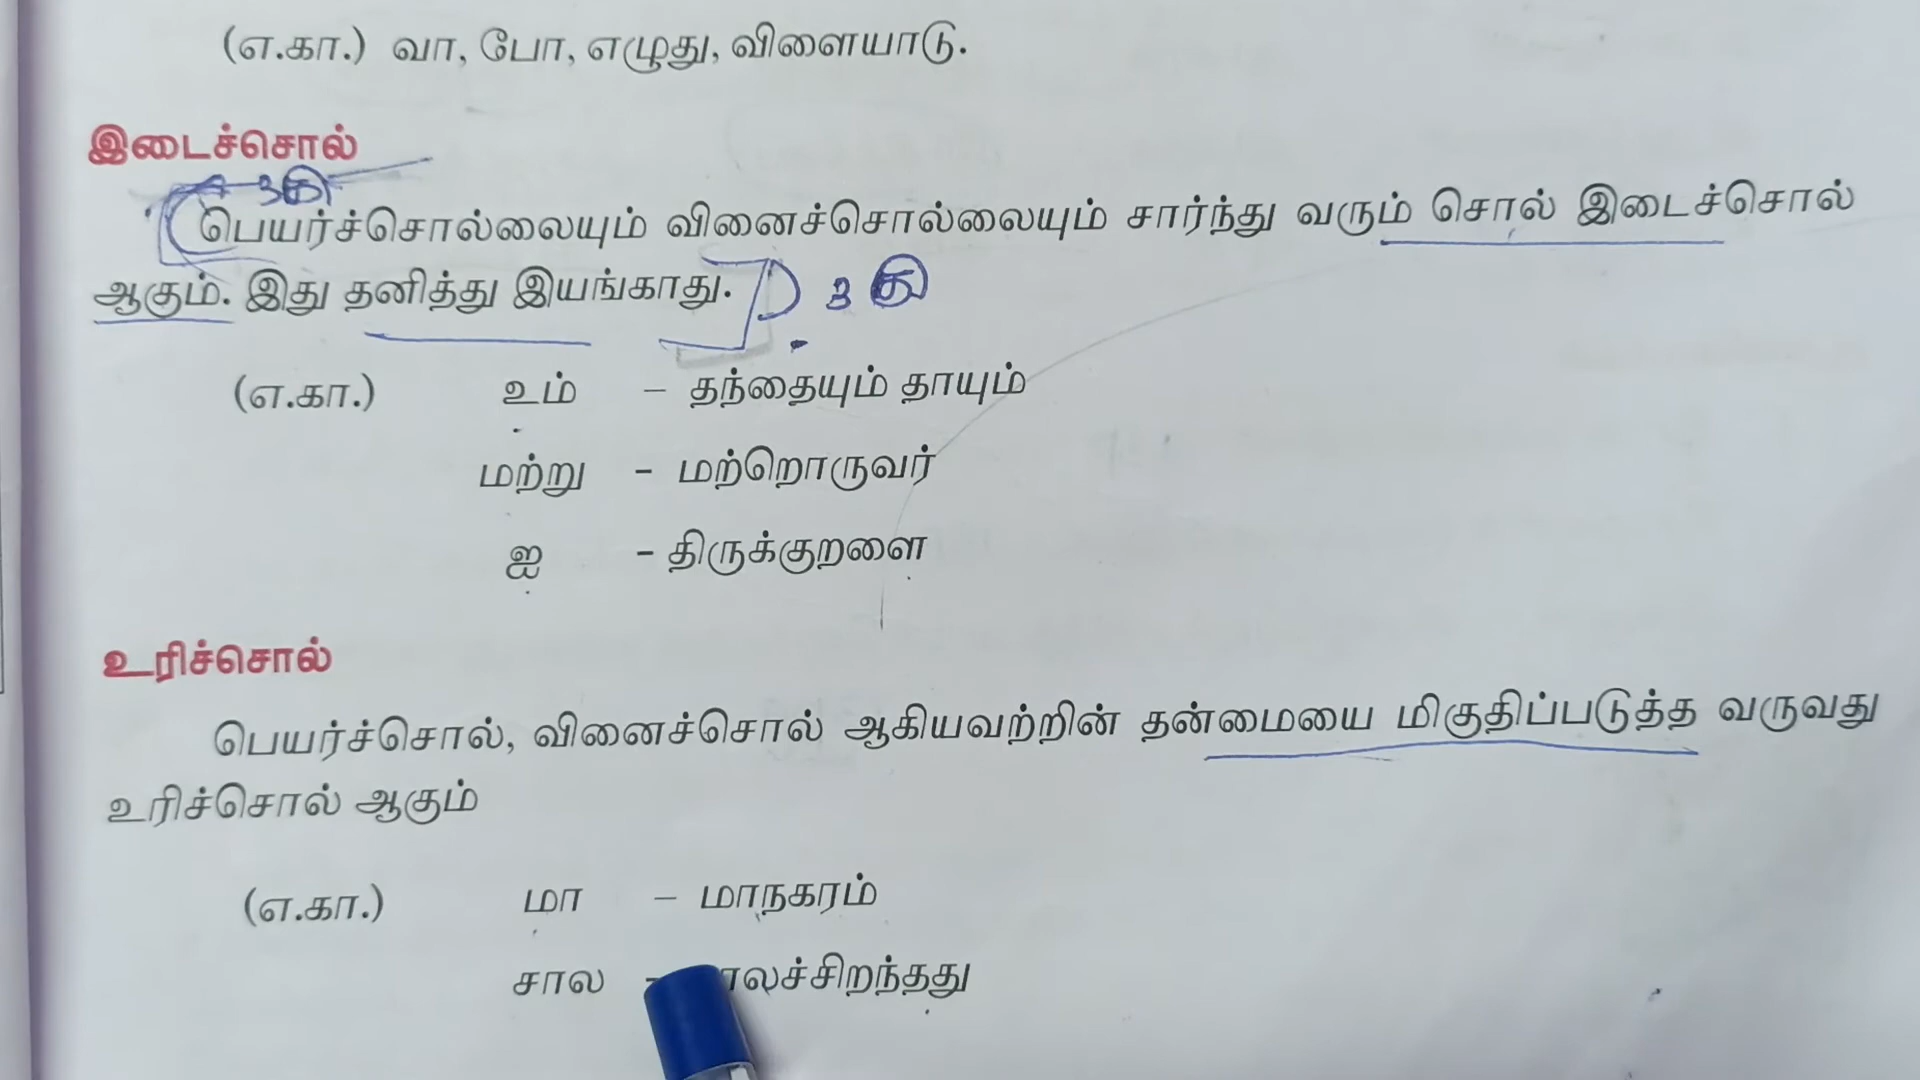 (எ.கா.) வா, போ, எழுது, விளையாடு.
இடைச்சொல்
பெயர்ச்சொல்லையும் வினைச்சொல்லையும் சார்ந்து வரும் சொல் இடைச்சொல்
ஆகும். இது தனித்து இயங்காது.
(எ.கா.) உம் – தந்தையும் தாயும்
மற்று - மற்றொருவர்
ஐ - திருக்குறளை
உரிச்சொல்
பெயர்ச்சொல், வினைச்சொல் ஆகியவற்றின் தன்மையை மிகுதிப்படுத்த வருவது
உரிச்சொல் ஆகும்
(எ.கா.) மா – மாநகரம்
சால -